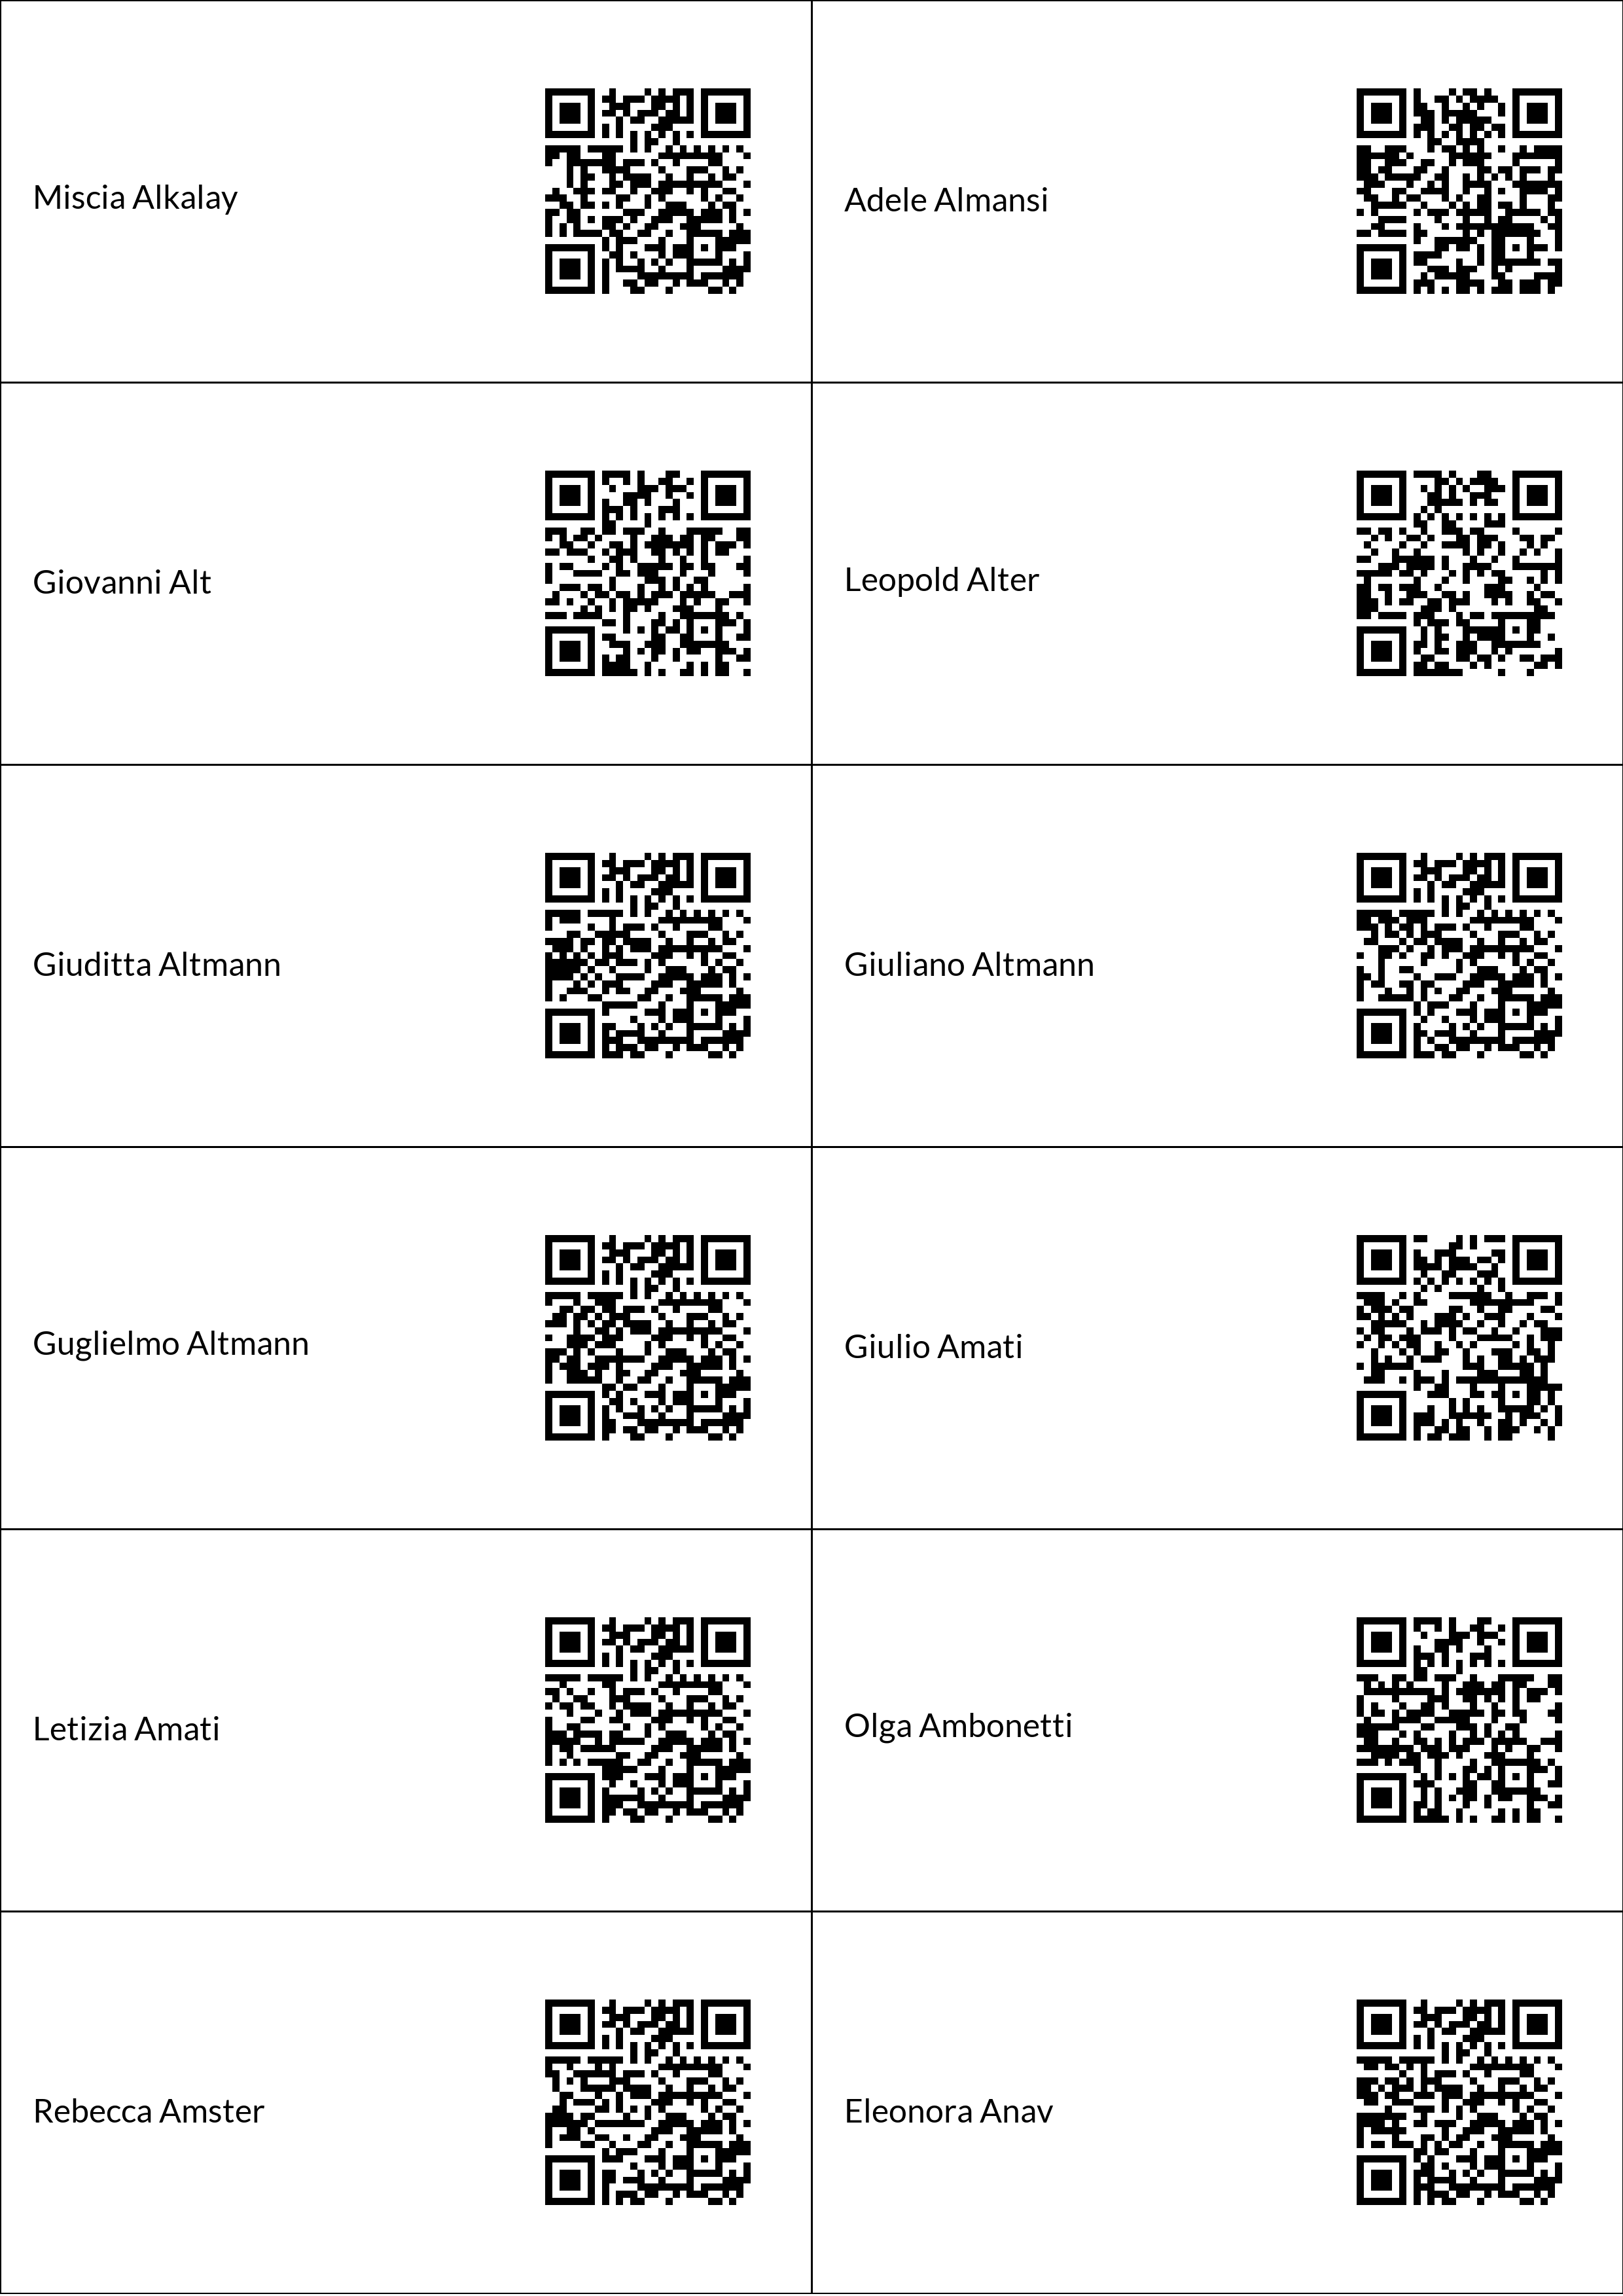 Miscia Alkalay
Adele Almansi
Giovanni Alt
Leopold Alter
Giuditta Altmann
Giuliano Altmann
Guglielmo Altmann
Giulio Amati
Letizia Amati
Olga Ambonetti
Rebecca Amster
Eleonora Anav